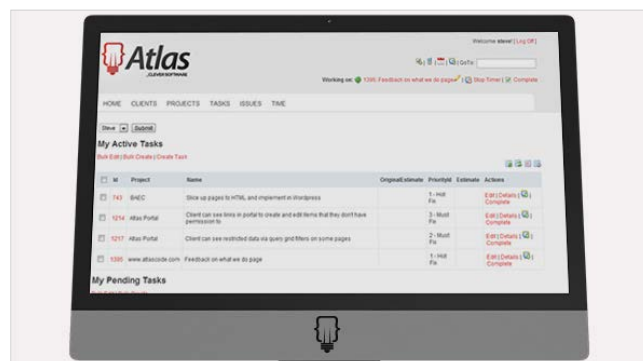 Welcome steve! [ Log Off ]
Atlas
CLEVERSOFTWARE
GoTo:
Working on: 1395: Feedback on what we do page | Stop Timer | Complete
HOME CLIENTS PROJECTS TASKS ISSUES TIME
Steve Submit
My Active Tasks
Bulk Edit | Bulk Create | Create Task
Id Project Name OriginalEstimate PriorityId Estimate Actions
743 BAEC Slice up pages to HTML and implement in Wordpress 1 - Hot Fix Edit | Details | Complete
1214 Atlas Portal Client can see links in portal to create and edit items that they don't have permission to 3 - Must Fix Edit | Details | Complete
1217 Atlas Portal Client can see restricted data via query grid filters on some pages 2 - Must Fix Edit | Details | Complete
1395 www.atlascode.com Feedback on what we do page 1 - Hot Fix Edit | Details | Complete
My Pending Tasks